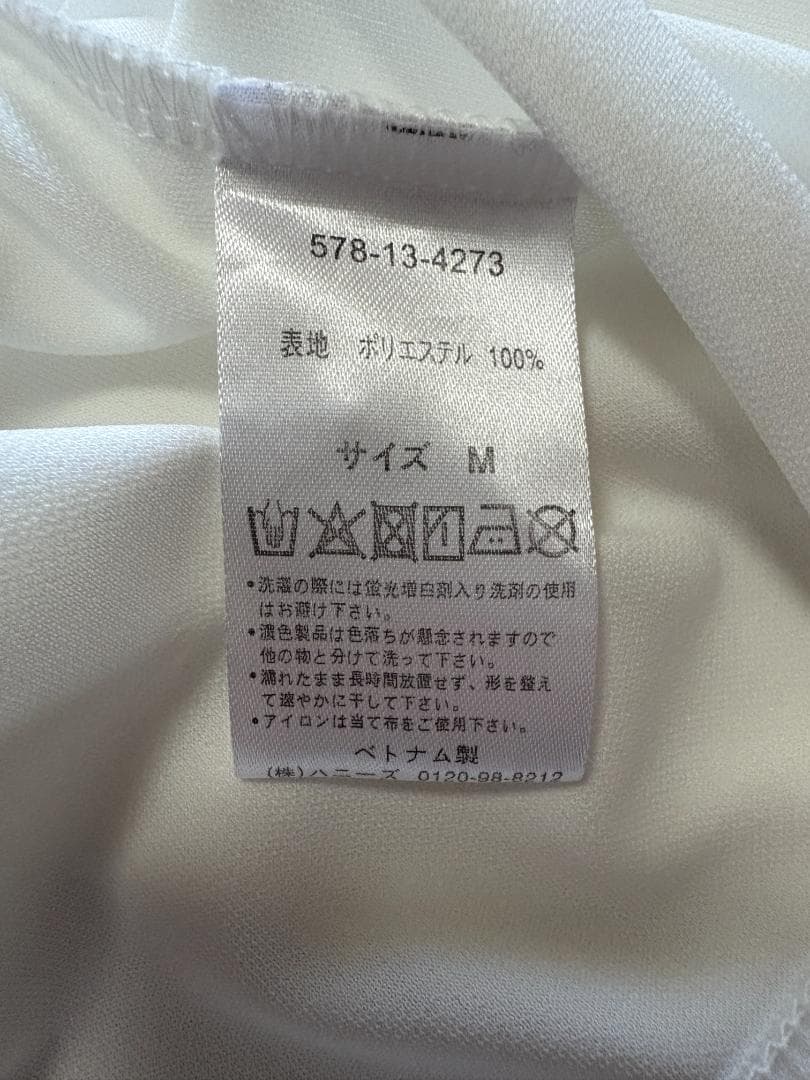 578-13-4273
表地 ポリエステル 100%
サイズ M
•洗濯の際には蛍光増白剤入り洗剤の使用
はお避け下さい。
•濃色製品は色落ちが懸念されますので
他の物と分けて洗って下さい。
•濡れたまま長時間放置せず、形を整え
て速やかに干して下さい。
•アイロンは当て布をご使用下さい。
ベトナム製
(株)ハニーズ 0120-98-8212